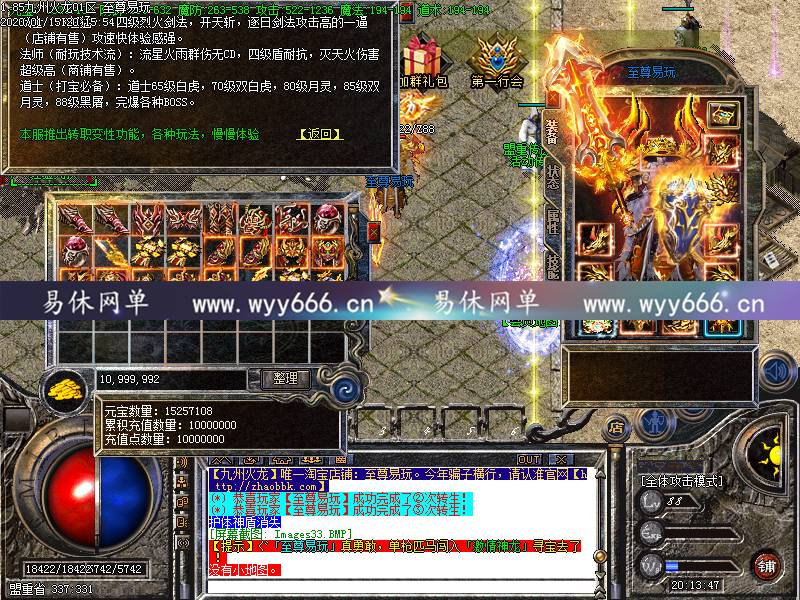 1-85九州火龙01区 至尊易玩
632 魔防:263-538 攻击:522-1236 魔法:194-194 道术:194-194
四级烈火剑法，开天斩，逐日剑法攻击高的一逼
（店铺有售）攻速快体验感强。
法师（耐玩技术流）：流星火雨群伤无CD，四级盾耐抗，灭天火伤害
超级高（商铺有售）。
道士（打宝必备）：道士65级白虎，70级双白虎，80级月灵，85级双
月灵，88级黑屠，完爆各种BOSS。
本服推出转职变性功能，各种玩法，慢慢体验 【返回】
加群礼包
第一行会
至尊易玩
装备
状态
属性
技能
至尊易玩
易休网单 www.wyy666.cn 易休网单 www.wyy666.cn
10,999,992
整理
元宝数量: 15257108
累积充值数量: 10000000
充值点数: 10000000
3 4 5 6
店
OUT
【九州火龙】唯一淘宝店铺：至尊易玩。今年骗子横行，请认准官网【h
ttp://zhaobbk.com】
(*) 恭喜玩家【至尊易玩】成功完成了②次转生！
(*) 恭喜玩家【至尊易玩】成功完成了③次转生！
护体神盾消失
[屏幕截图: Images33.BMP]
【提示】<「至尊易玩」真勇敢，单枪匹马闯入「激情神龙」寻宝去了
！
没有小地图。
[全体攻击模式]
Lv 88
Exp
W
20:13:47
铺
盟重省 337:331